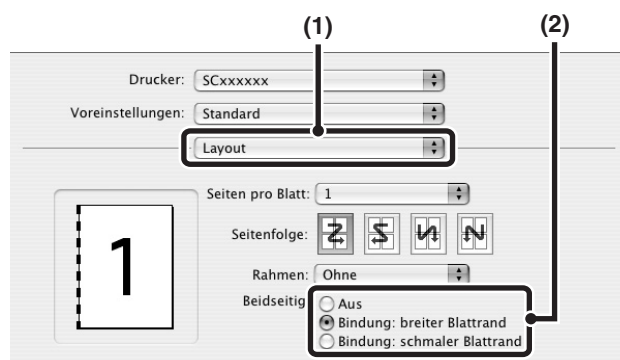 (1)
(2)
Drucker: SCxxxxxx
Voreinstellungen: Standard
Layout
Seiten pro Blatt: 1
Seitenfolge:
Rahmen: Ohne
Beidseitig
Aus
Bindung: breiter Blattrand
Bindung: schmaler Blattrand
1